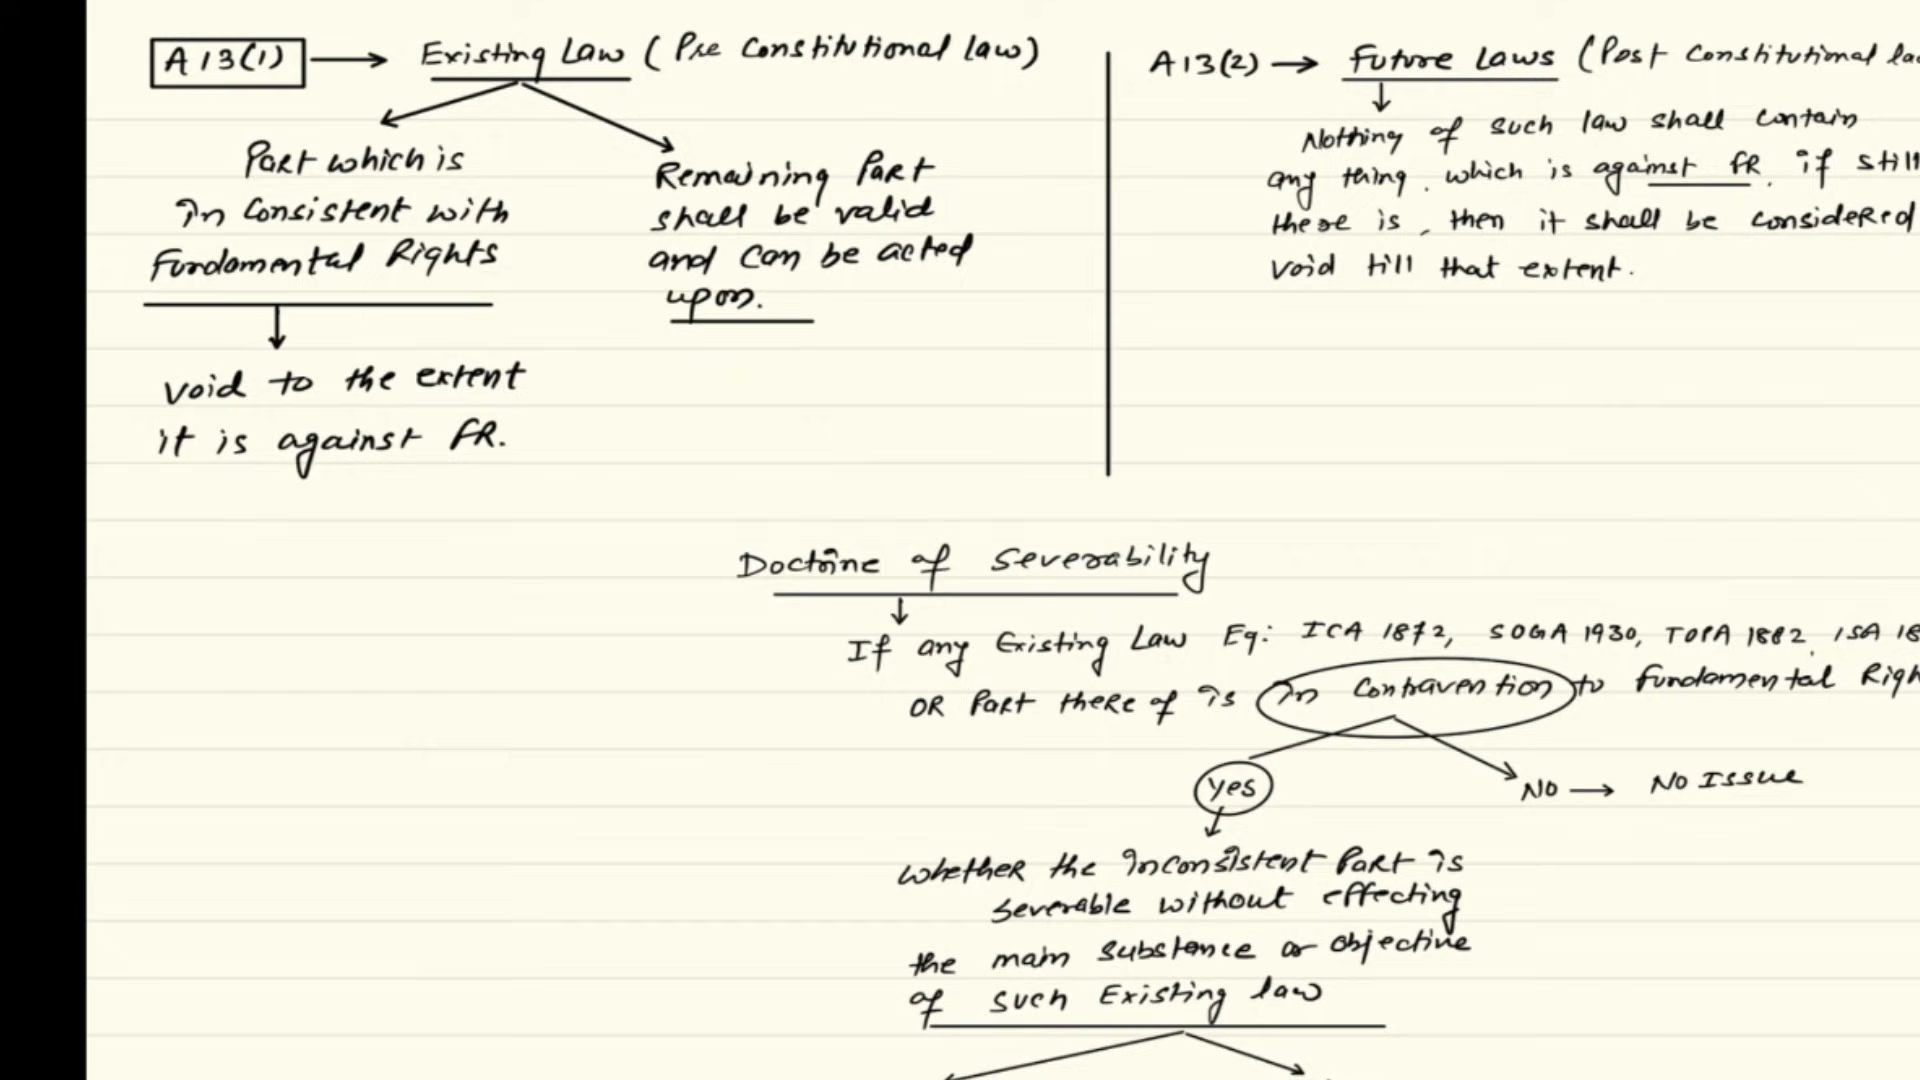 A13(1) → Existing Law (Pre Constitutional law)
Part which is
in consistent with
Fundamental Rights
void to the extent
it is against FR.
Remaining Part
shall be valid
and can be acted
upon.
A13(2) → Future Laws (Post Constitutional
Nothing of such law shall contain
any thing. which is against FR. if still
there is, then it shall be considered
void till that extent.
Doctrine of Severability
If any Existing Law Eg: ICA 1872, SOGA 1930, TOPA 1882, ISA
OR Part there of is in Contravention to Fundamental
Yes
NO → NO ISSUE
Whether the inconsistent Part is
severable without effecting
the main substance or objective
of such Existing law